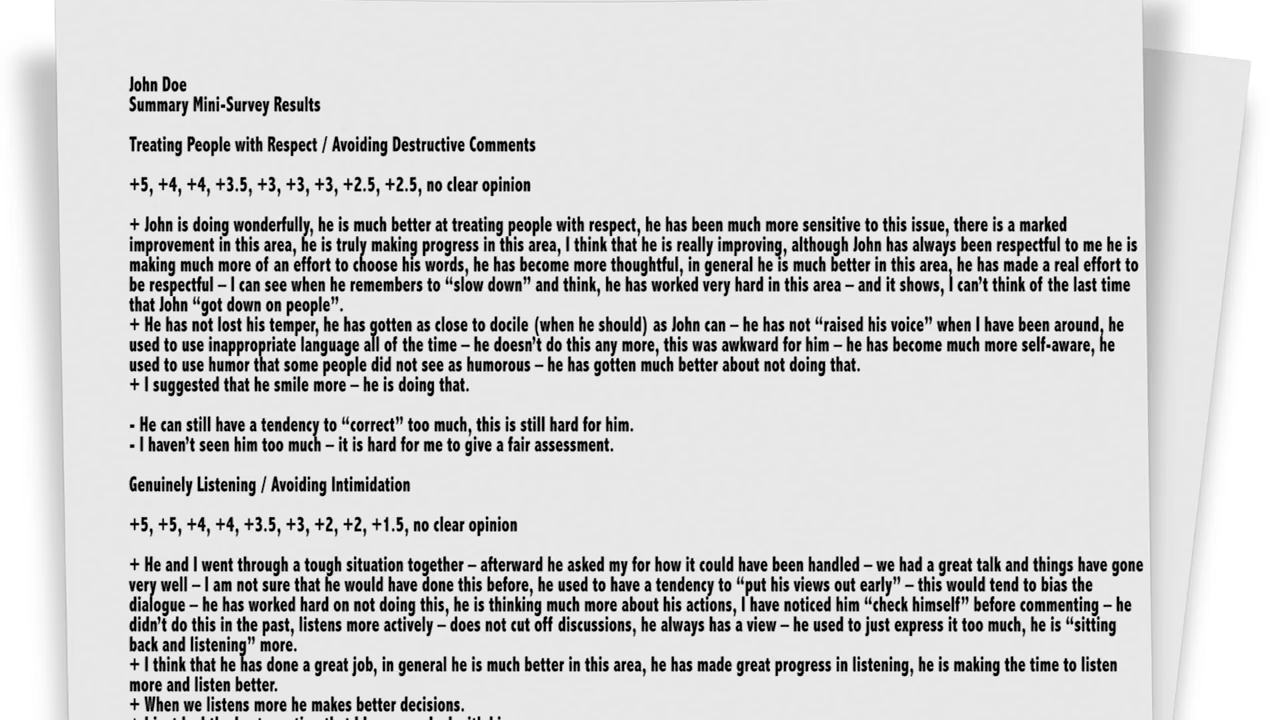 John Doe
Summary Mini-Survey Results
Treating People with Respect / Avoiding Destructive Comments
+5, +4, +4, +3.5, +3, +3, +3, +2.5, +2.5, no clear opinion
+ John is doing wonderfully, he is much better at treating people with respect, he has been much more sensitive to this issue, there is a marked
improvement in this area, he is truly making progress in this area, I think that he is really improving, although John has always been respectful to me he is
making much more of an effort to choose his words, he has become more thoughtful, in general he is much better in this area, he has made a real effort to
be respectful – I can see when he remembers to “slow down” and think, he has worked very hard in this area – and it shows, I can’t think of the last time
that John “got down on people”.
+ He has not lost his temper, he has gotten as close to docile (when he should) as John can – he has not “raised his voice” when I have been around, he
used to use inappropriate language all of the time – he doesn’t do this any more, this was awkward for him – he has become much more self-aware, he
used to use humor that some people did not see as humorous – he has gotten much better about not doing that.
+ I suggested that he smile more – he is doing that.
- He can still have a tendency to “correct” too much, this is still hard for him.
- I haven’t seen him too much – it is hard for me to give a fair assessment.
Genuinely Listening / Avoiding Intimidation
+5, +5, +4, +4, +3.5, +3, +2, +2, +1.5, no clear opinion
+ He and I went through a tough situation together – afterward he asked my for how it could have been handled – we had a great talk and things have gone
very well – I am not sure that he would have done this before, he used to have a tendency to “put his views out early” – this would tend to bias the
dialogue – he has worked hard on not doing this, he is thinking much more about his actions, I have noticed him “check himself” before commenting – he
didn’t do this in the past, listens more actively – does not cut off discussions, he always has a view – he used to just express it too much, he is “sitting
back and listening” more.
+ I think that he has done a great job, in general he is much better in this area, he has made great progress in listening, he is making the time to listen
more and listen better.
+ When we listens more he makes better decisions.